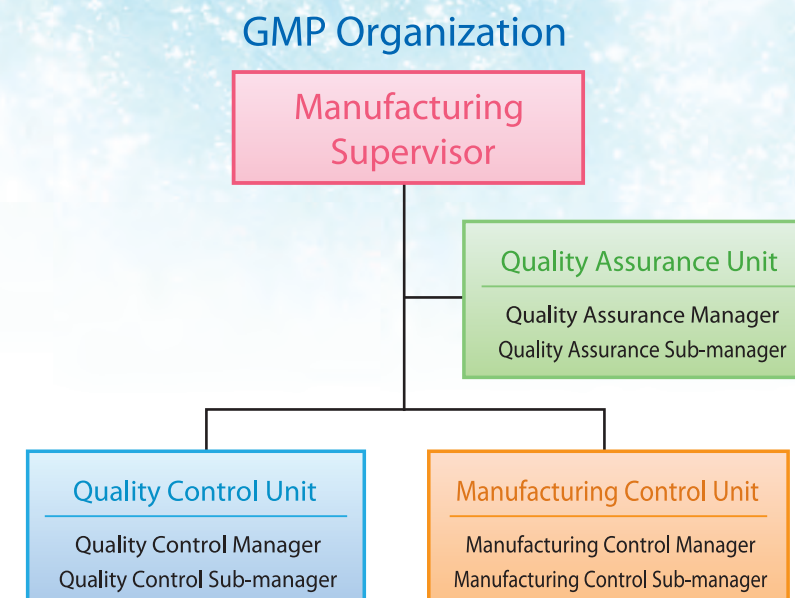 GMP Organization
Manufacturing
Supervisor
Quality Assurance Unit
Quality Assurance Manager
Quality Assurance Sub-manager
Quality Control Unit
Quality Control Manager
Quality Control Sub-manager
Manufacturing Control Unit
Manufacturing Control Manager
Manufacturing Control Sub-manager